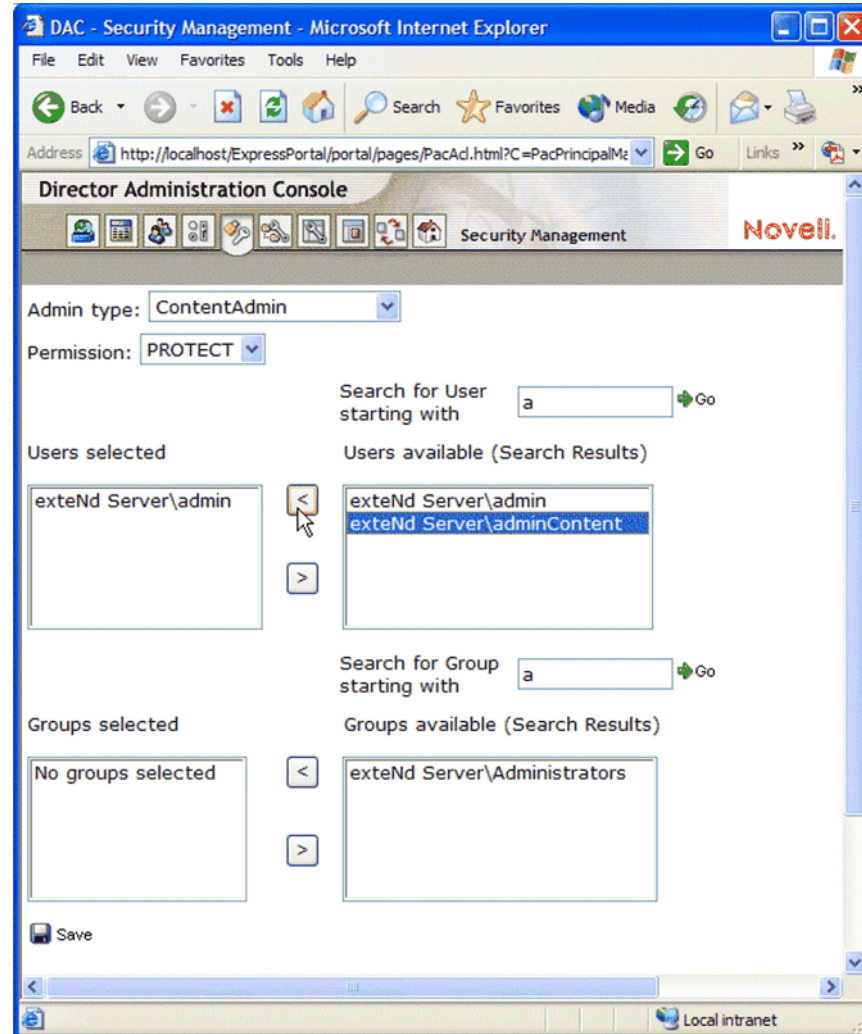 DAC - Security Management - Microsoft Internet Explorer
File Edit View Favorites Tools Help
Back Search Favorites Media »
Address http://localhost/ExpressPortal/portal/pages/PacAcl.html?C=PacPrincipalMa Go Links »
Director Administration Console
Security Management Novell.
Admin type: ContentAdmin
Permission: PROTECT
Search for User
starting with a Go
Users selected Users available (Search Results)
exteNd Server\admin < exteNd Server\admin
exteNd Server\adminContent
>
Search for Group
starting with a Go
Groups selected Groups available (Search Results)
No groups selected < exteNd Server\Administrators
>
Save
Local intranet